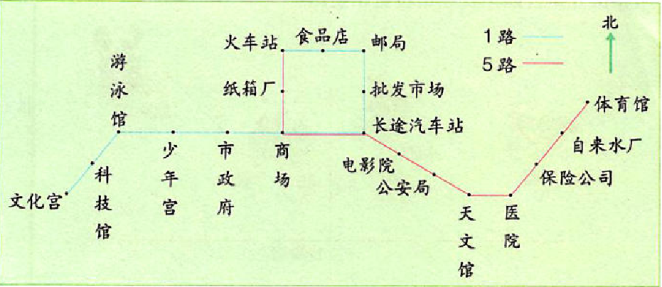 北
1路
5路
火车站
食品店
邮局
游泳馆
纸箱厂
批发市场
体育馆
长途汽车站
自来水厂
少年宫
市政府
商场
电影院
科技馆
公安局
保险公司
文化宫
天文馆
医院